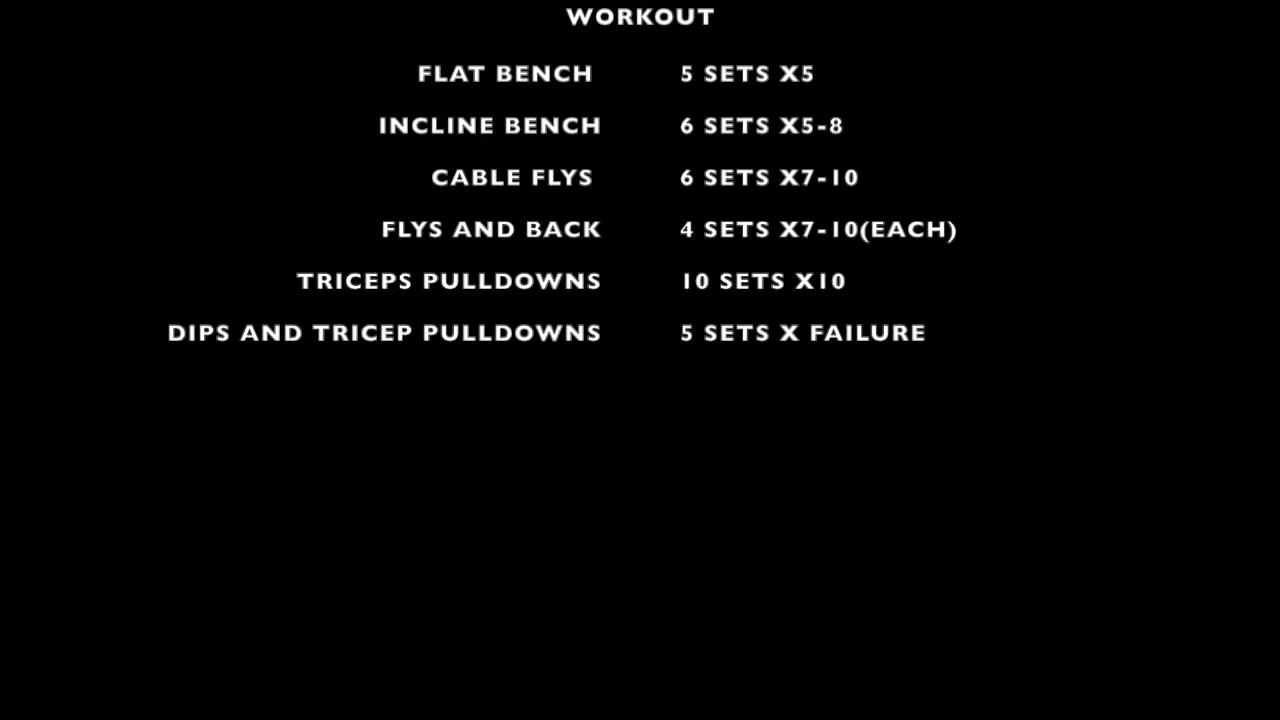 WORKOUT
FLAT BENCH 5 SETS X5
INCLINE BENCH 6 SETS X5-8
CABLE FLYS 6 SETS X7-10
FLYS AND BACK 4 SETS X7-10(EACH)
TRICEPS PULLDOWNS 10 SETS X10
DIPS AND TRICEP PULLDOWNS 5 SETS X FAILURE